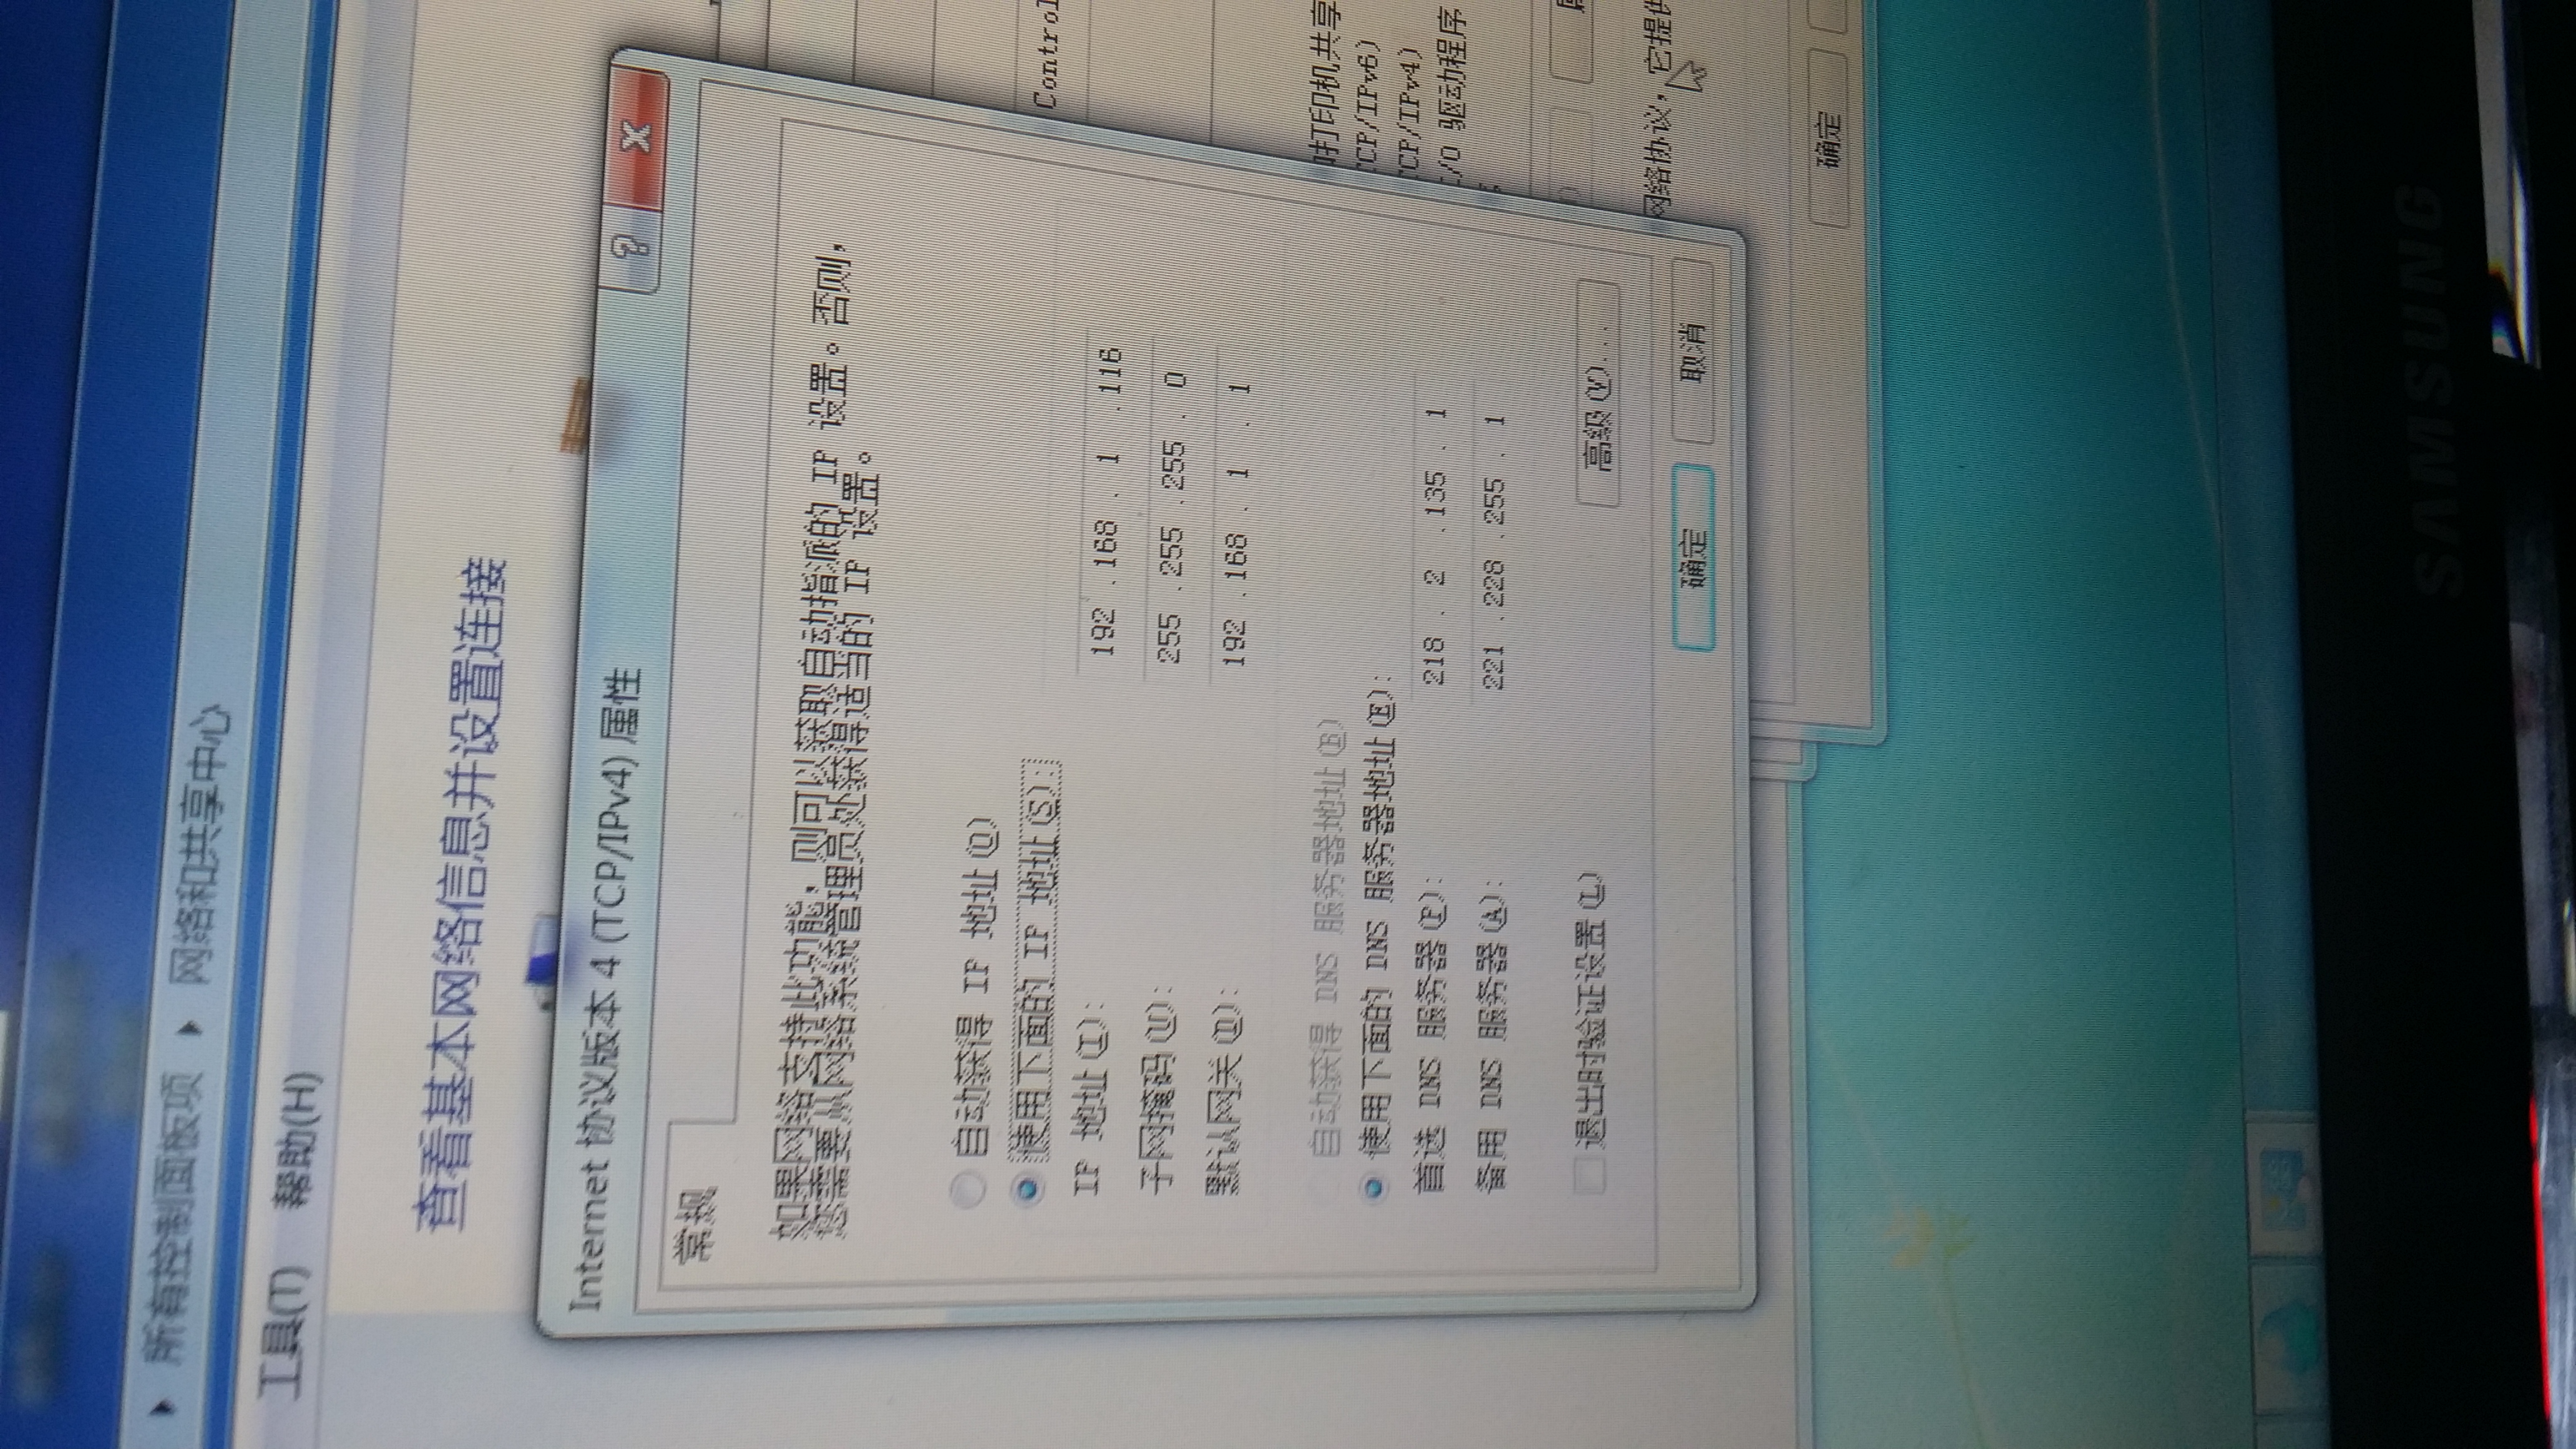 所有控制面板项 网络和共享中心
工具(T) 帮助(H)
查看基本网络信息并设置连接
Internet 协议版本 4 (TCP/IPv4) 属性
常规
如果网络支持此功能，则可以获取自动指派的 IP 设置。否则，
您需要从网络系统管理员处获得适当的 IP 设置。
自动获得 IP 地址(O)
使用下面的 IP 地址(S):
IP 地址(I): 192 . 168 . 1 . 116
子网掩码(U): 255 . 255 . 255 . 0
默认网关(D): 192 . 168 . 1 . 1
自动获得 DNS 服务器地址(B)
使用下面的 DNS 服务器地址(E):
首选 DNS 服务器(P): 218 . 2 . 135 . 1
备用 DNS 服务器(A): 221 . 228 . 255 . 1
退出时验证设置(L)
高级(V)...
确定 取消
Control
打印机共享
CP/IPv6)
CP/IPv4)
/O 驱动程序
网络协议，它提供
确定
SAMSUNG